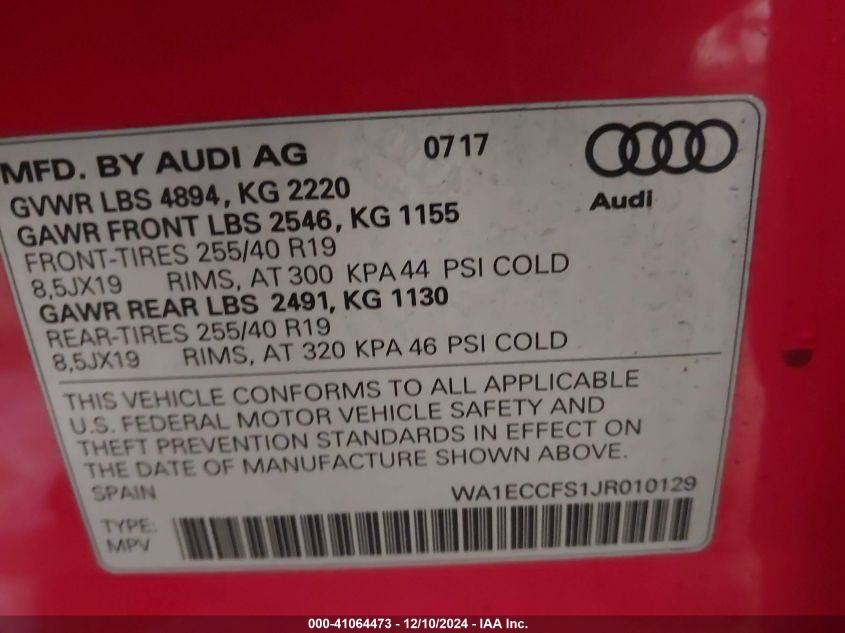 MFD. BY AUDI AG 0717
Audi
GVWR LBS 4894, KG 2220
GAWR FRONT LBS 2546, KG 1155
FRONT-TIRES 255/40 R19
8,5JX19 RIMS, AT 300 KPA 44 PSI COLD
GAWR REAR LBS 2491, KG 1130
REAR-TIRES 255/40 R19
8,5JX19 RIMS, AT 320 KPA 46 PSI COLD
THIS VEHICLE CONFORMS TO ALL APPLICABLE
U.S. FEDERAL MOTOR VEHICLE SAFETY AND
THEFT PREVENTION STANDARDS IN EFFECT ON
THE DATE OF MANUFACTURE SHOWN ABOVE.
SPAIN WA1ECCFS1JR010129
TYPE:
MPV
000-41064473 - 12/10/2024 - IAA Inc.